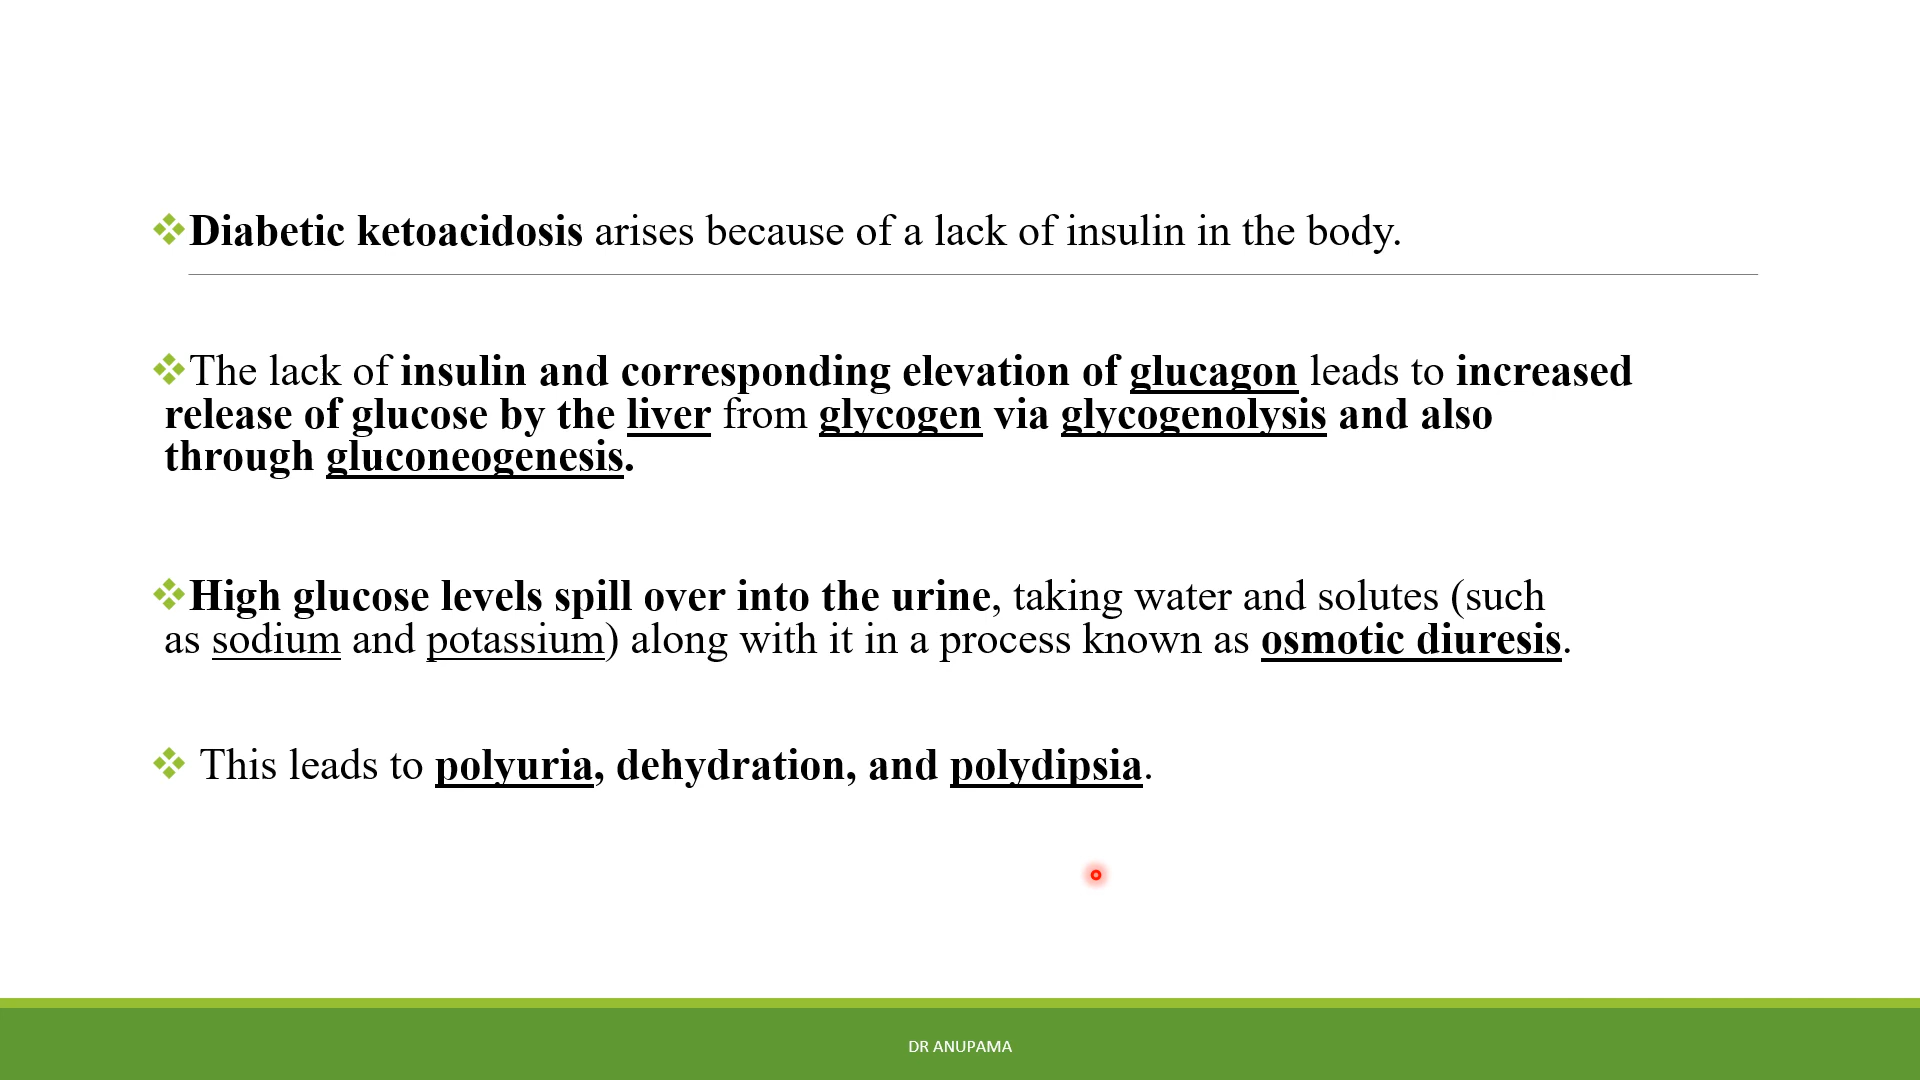 Diabetic ketoacidosis arises because of a lack of insulin in the body.
The lack of insulin and corresponding elevation of glucagon leads to increased
release of glucose by the liver from glycogen via glycogenolysis and also
through gluconeogenesis.
High glucose levels spill over into the urine, taking water and solutes (such
as sodium and potassium) along with it in a process known as osmotic diuresis.
This leads to polyuria, dehydration, and polydipsia.
DR ANUPAMA